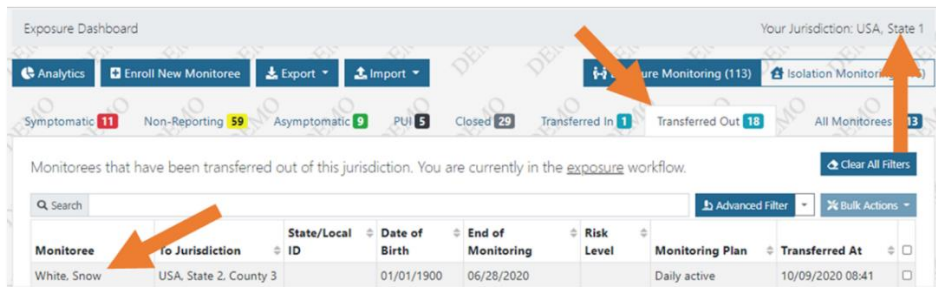 Exposure Dashboard Your Jurisdiction: USA, State 1
Analytics Enroll New Monitoree Export Import ure Monitoring (113) Isolation Monitoring
Symptomatic 11 Non-Reporting 59 Asymptomatic 9 PUI 5 Closed 29 Transferred In 1 Transferred Out 18 All Monitorees 13
Monitorees that have been transferred out of this jurisdiction. You are currently in the exposure workflow. Clear All Filters
Search Advanced Filter Bulk Actions
Monitoree To Jurisdiction State/Local ID Date of Birth End of Monitoring Risk Level Monitoring Plan Transferred At
White, Snow USA, State 2, County 3 01/01/1900 06/28/2020 Daily active 10/09/2020 08:41
DEMO